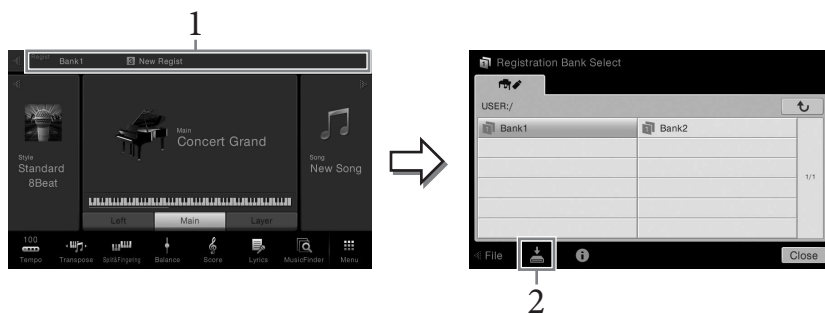 1
Regist Bank1 S New Regist
Style
Standard
8Beat
Main
Concert Grand
Song
New Song
Left Main Layer
100
Tempo Transpose Split&Fingering Balance Score Lyrics MusicFinder Menu
Registration Bank Select
USER:/
1 Bank1 1 Bank2
1/1
File Close
2